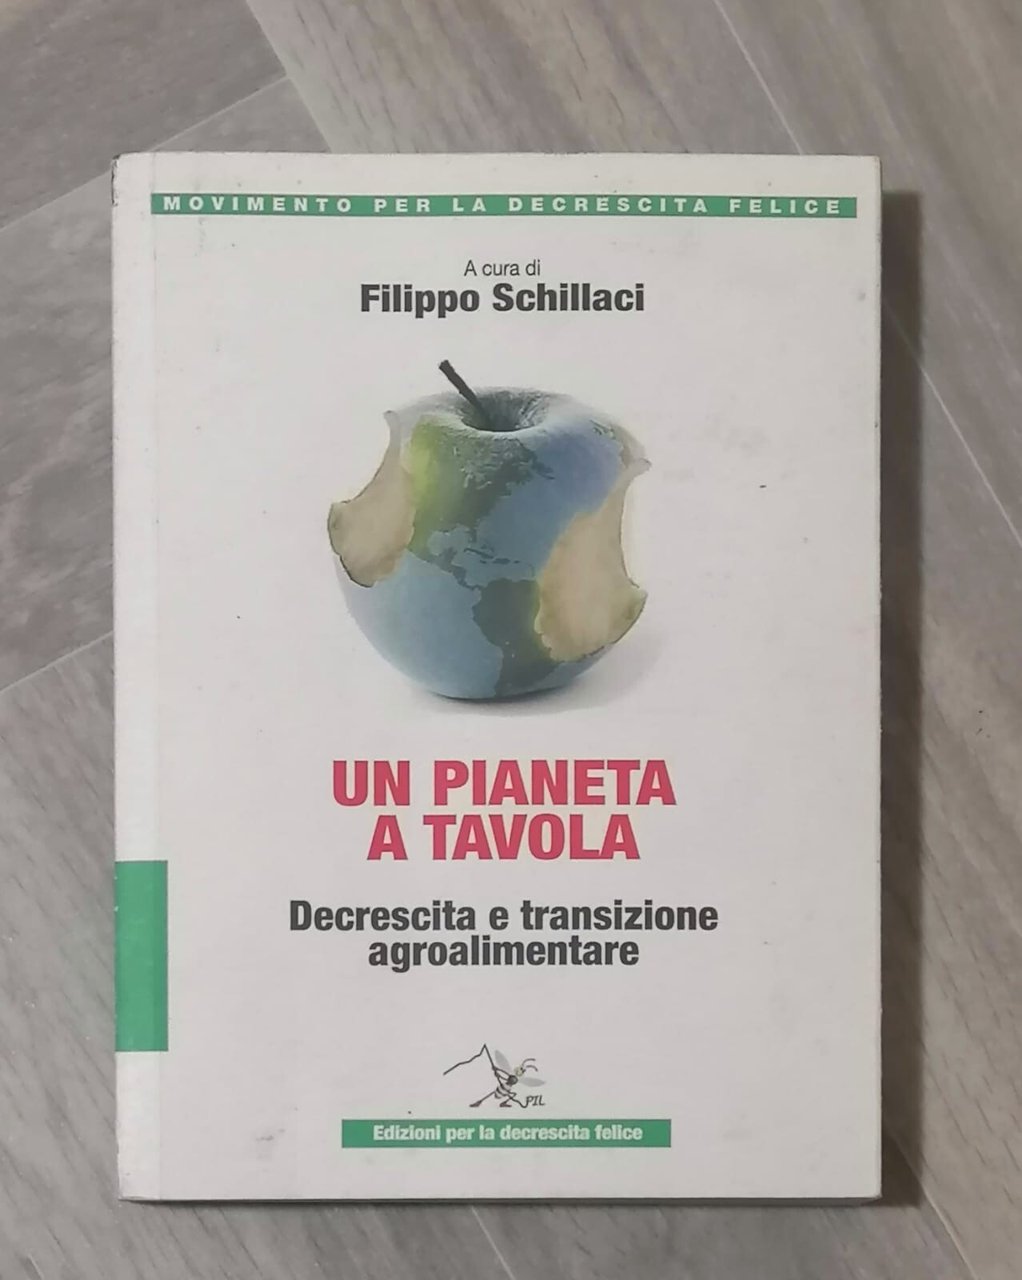 MOVIMENTO PER LA DECRESCITA FELICE
A cura di
Filippo Schillaci
UN PIANETA
A TAVOLA
Decrescita e transizione
agroalimentare
PIL
Edizioni per la decrescita felice